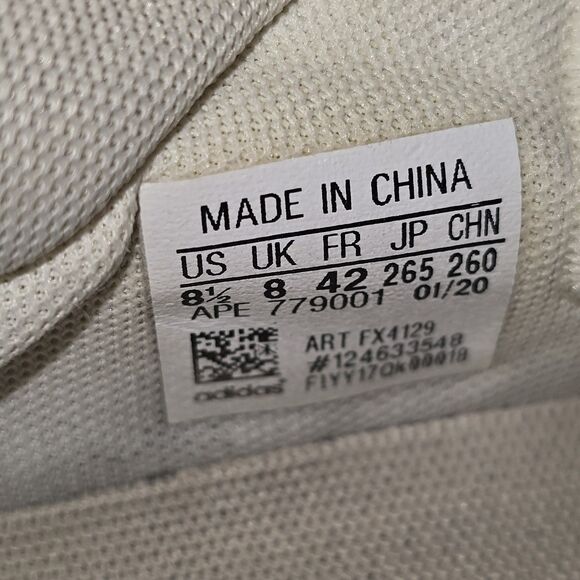 MADE IN CHINA
US UK FR JP CHN
8½ 8 42 265 260
APE 779001 01/20
ART FX4129
#124633548
F1YY17QK00018
adidas